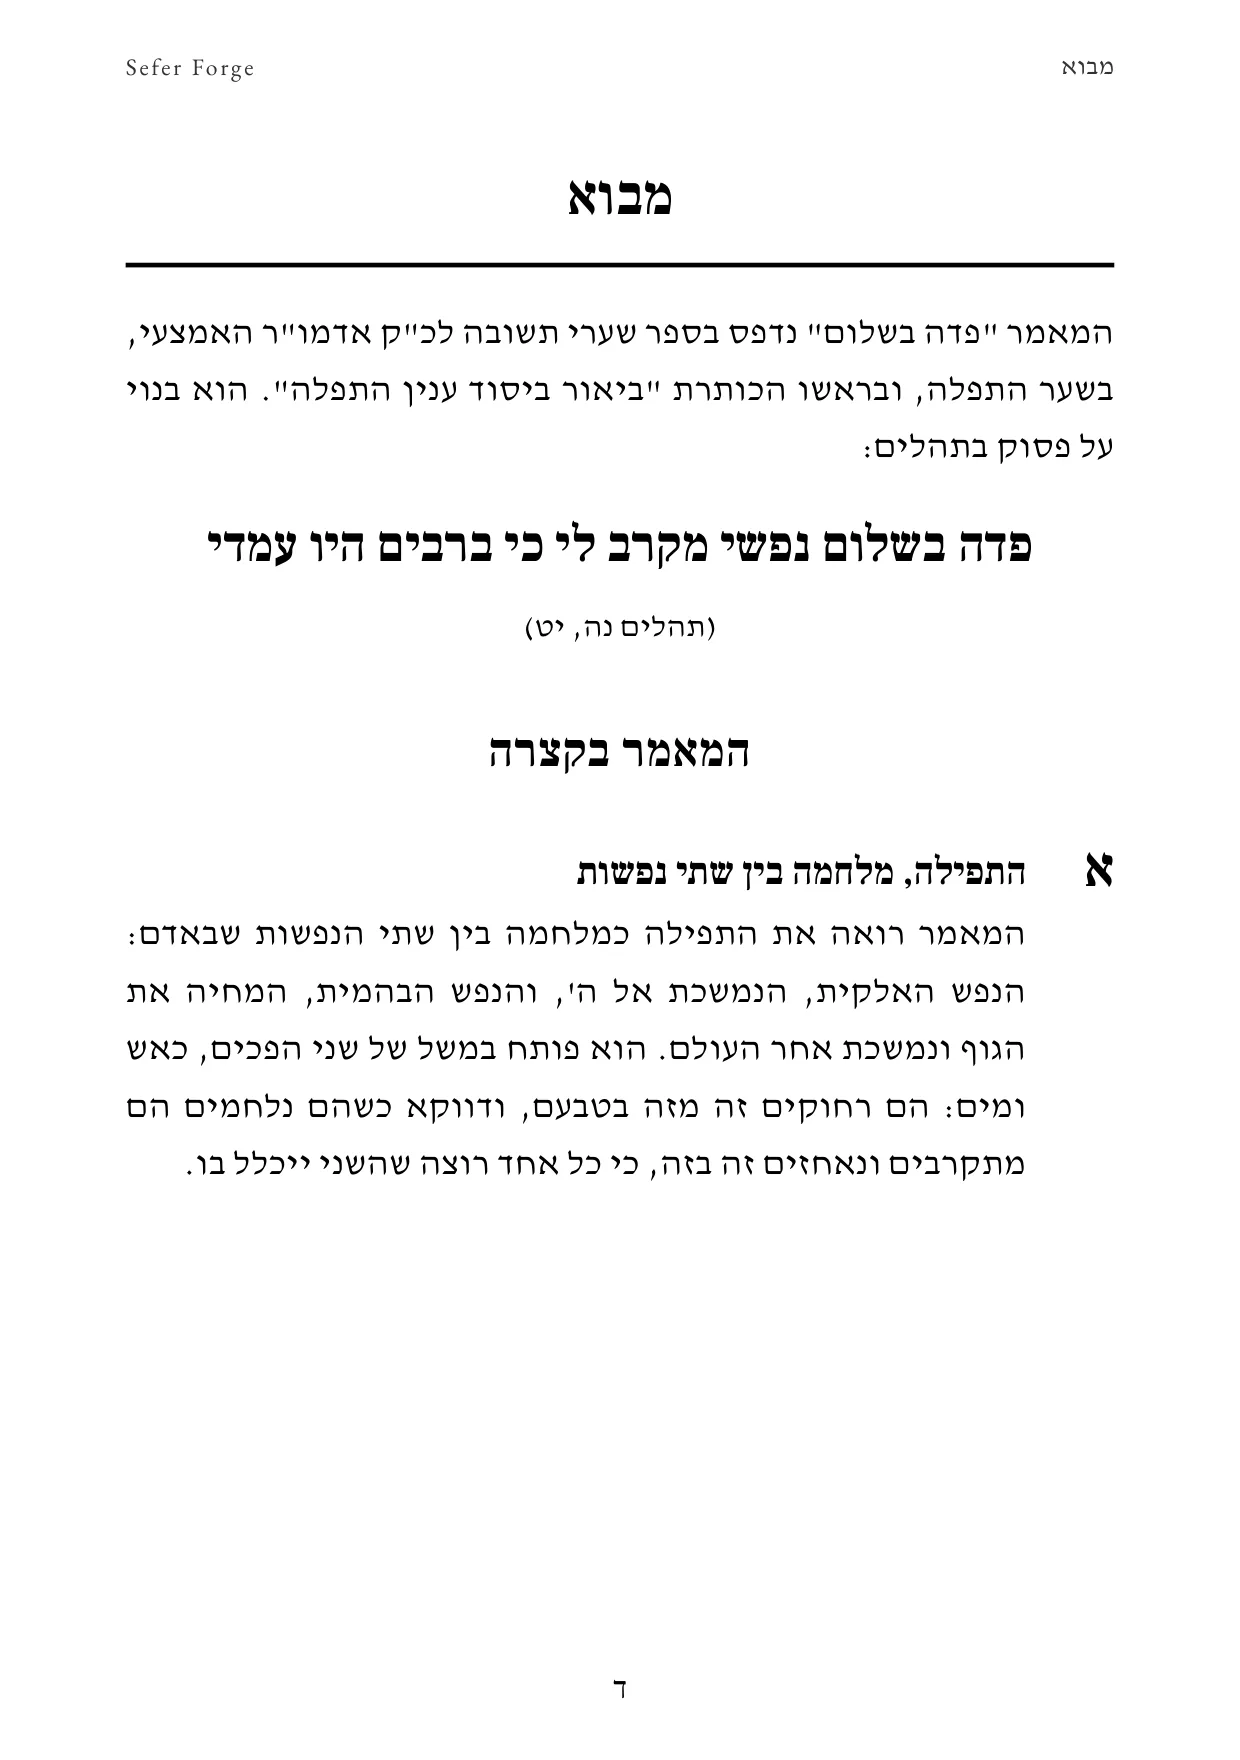 מבוא
Sefer Forge
מבוא
המאמר "פדה בשלום" נדפס בספר שערי תשובה לכ"ק אדמו"ר האמצעי,
בשער התפלה, ובראשו הכותרת "ביאור ביסוד ענין התפלה". הוא בנוי
על פסוק בתהלים:
פדה בשלום נפשי מקרב לי כי ברבים היו עמדי
(תהלים נה, יט)
המאמר בקצרה
א התפילה, מלחמה בין שתי נפשות
המאמר רואה את התפילה כמלחמה בין שתי הנפשות שבאדם:
הנפש האלקית, הנמשכת אל ה', והנפש הבהמית, המחיה את
הגוף ונמשכת אחר העולם. הוא פותח במשל של שני הפכים, כאש
ומים: הם רחוקים זה מזה בטבעם, ודווקא כשהם נלחמים הם
מתקרבים ונאחזים זה בזה, כי כל אחד רוצה שהשני ייכלל בו.
ד